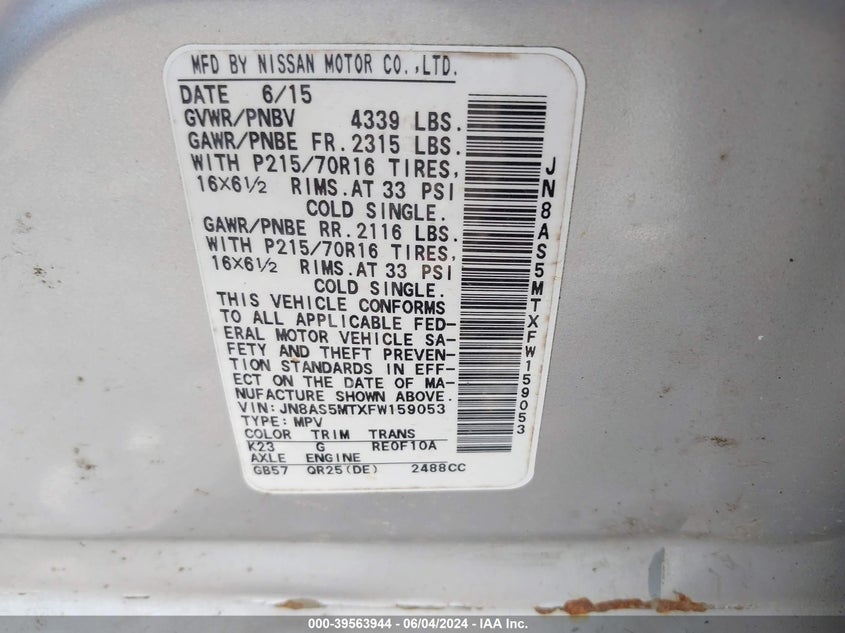 MFD BY NISSAN MOTOR CO.,LTD.
DATE 6/15
GVWR/PNBV 4339 LBS.
GAWR/PNBE FR. 2315 LBS.
WITH P215/70R16 TIRES,
16X6½ RIMS. AT 33 PSI
COLD SINGLE.
GAWR/PNBE RR. 2116 LBS.
WITH P215/70R16 TIRES,
16X6½ RIMS. AT 33 PSI
COLD SINGLE.
THIS VEHICLE CONFORMS
TO ALL APPLICABLE FED-
ERAL MOTOR VEHICLE SA-
FETY AND THEFT PREVEN-
TION STANDARDS IN EFF-
ECT ON THE DATE OF MA-
NUFACTURE SHOWN ABOVE.
VIN: JN8AS5MTXFW159053
TYPE: MPV
COLOR TRIM TRANS
K23 G RE0F10A
AXLE ENGINE
GB57 QR25(DE) 2488CC
JN8AS5MTXFW159053
000-39563944 - 06/04/2024 - IAA Inc.